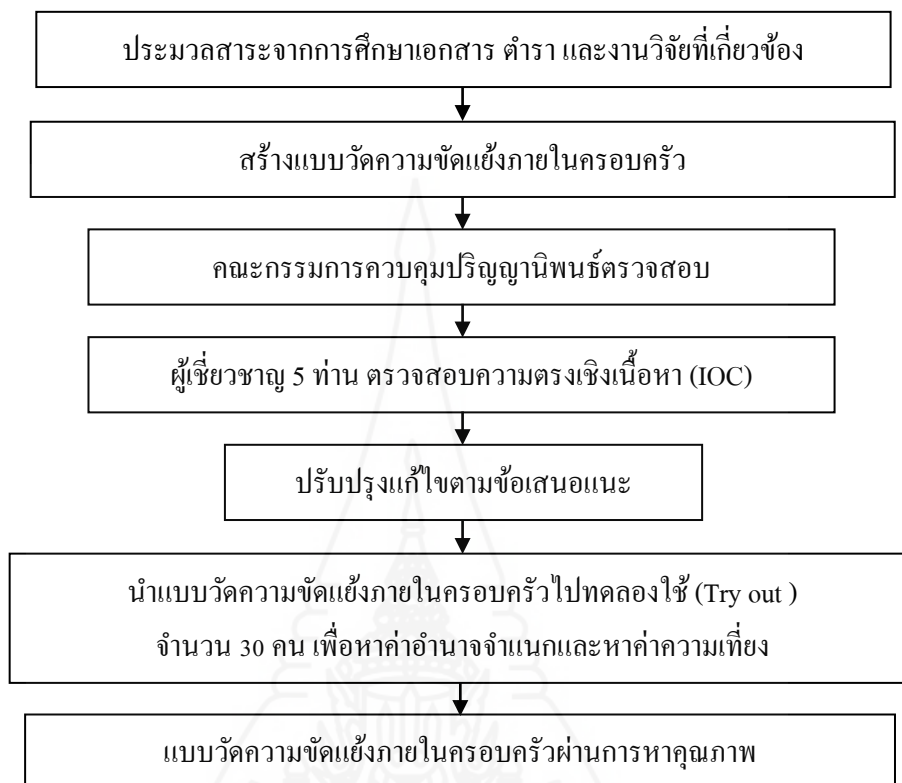 ประมวลสาระจากการศึกษาเอกสาร ตำรา และงานวิจัยที่เกี่ยวข้อง
สร้างแบบวัดความขัดแย้งภายในครอบครัว
คณะกรรมการควบคุมปริญญานิพนธ์ตรวจสอบ
ผู้เชี่ยวชาญ 5 ท่าน ตรวจสอบความตรงเชิงเนื้อหา (IOC)
ปรับปรุงแก้ไขตามข้อเสนอแนะ
นำแบบวัดความขัดแย้งภายในครอบครัวไปทดลองใช้ (Try out )
จำนวน 30 คน เพื่อหาค่าอำนาจจำแนกและหาค่าความเที่ยง
แบบวัดความขัดแย้งภายในครอบครัวผ่านการหาคุณภาพ